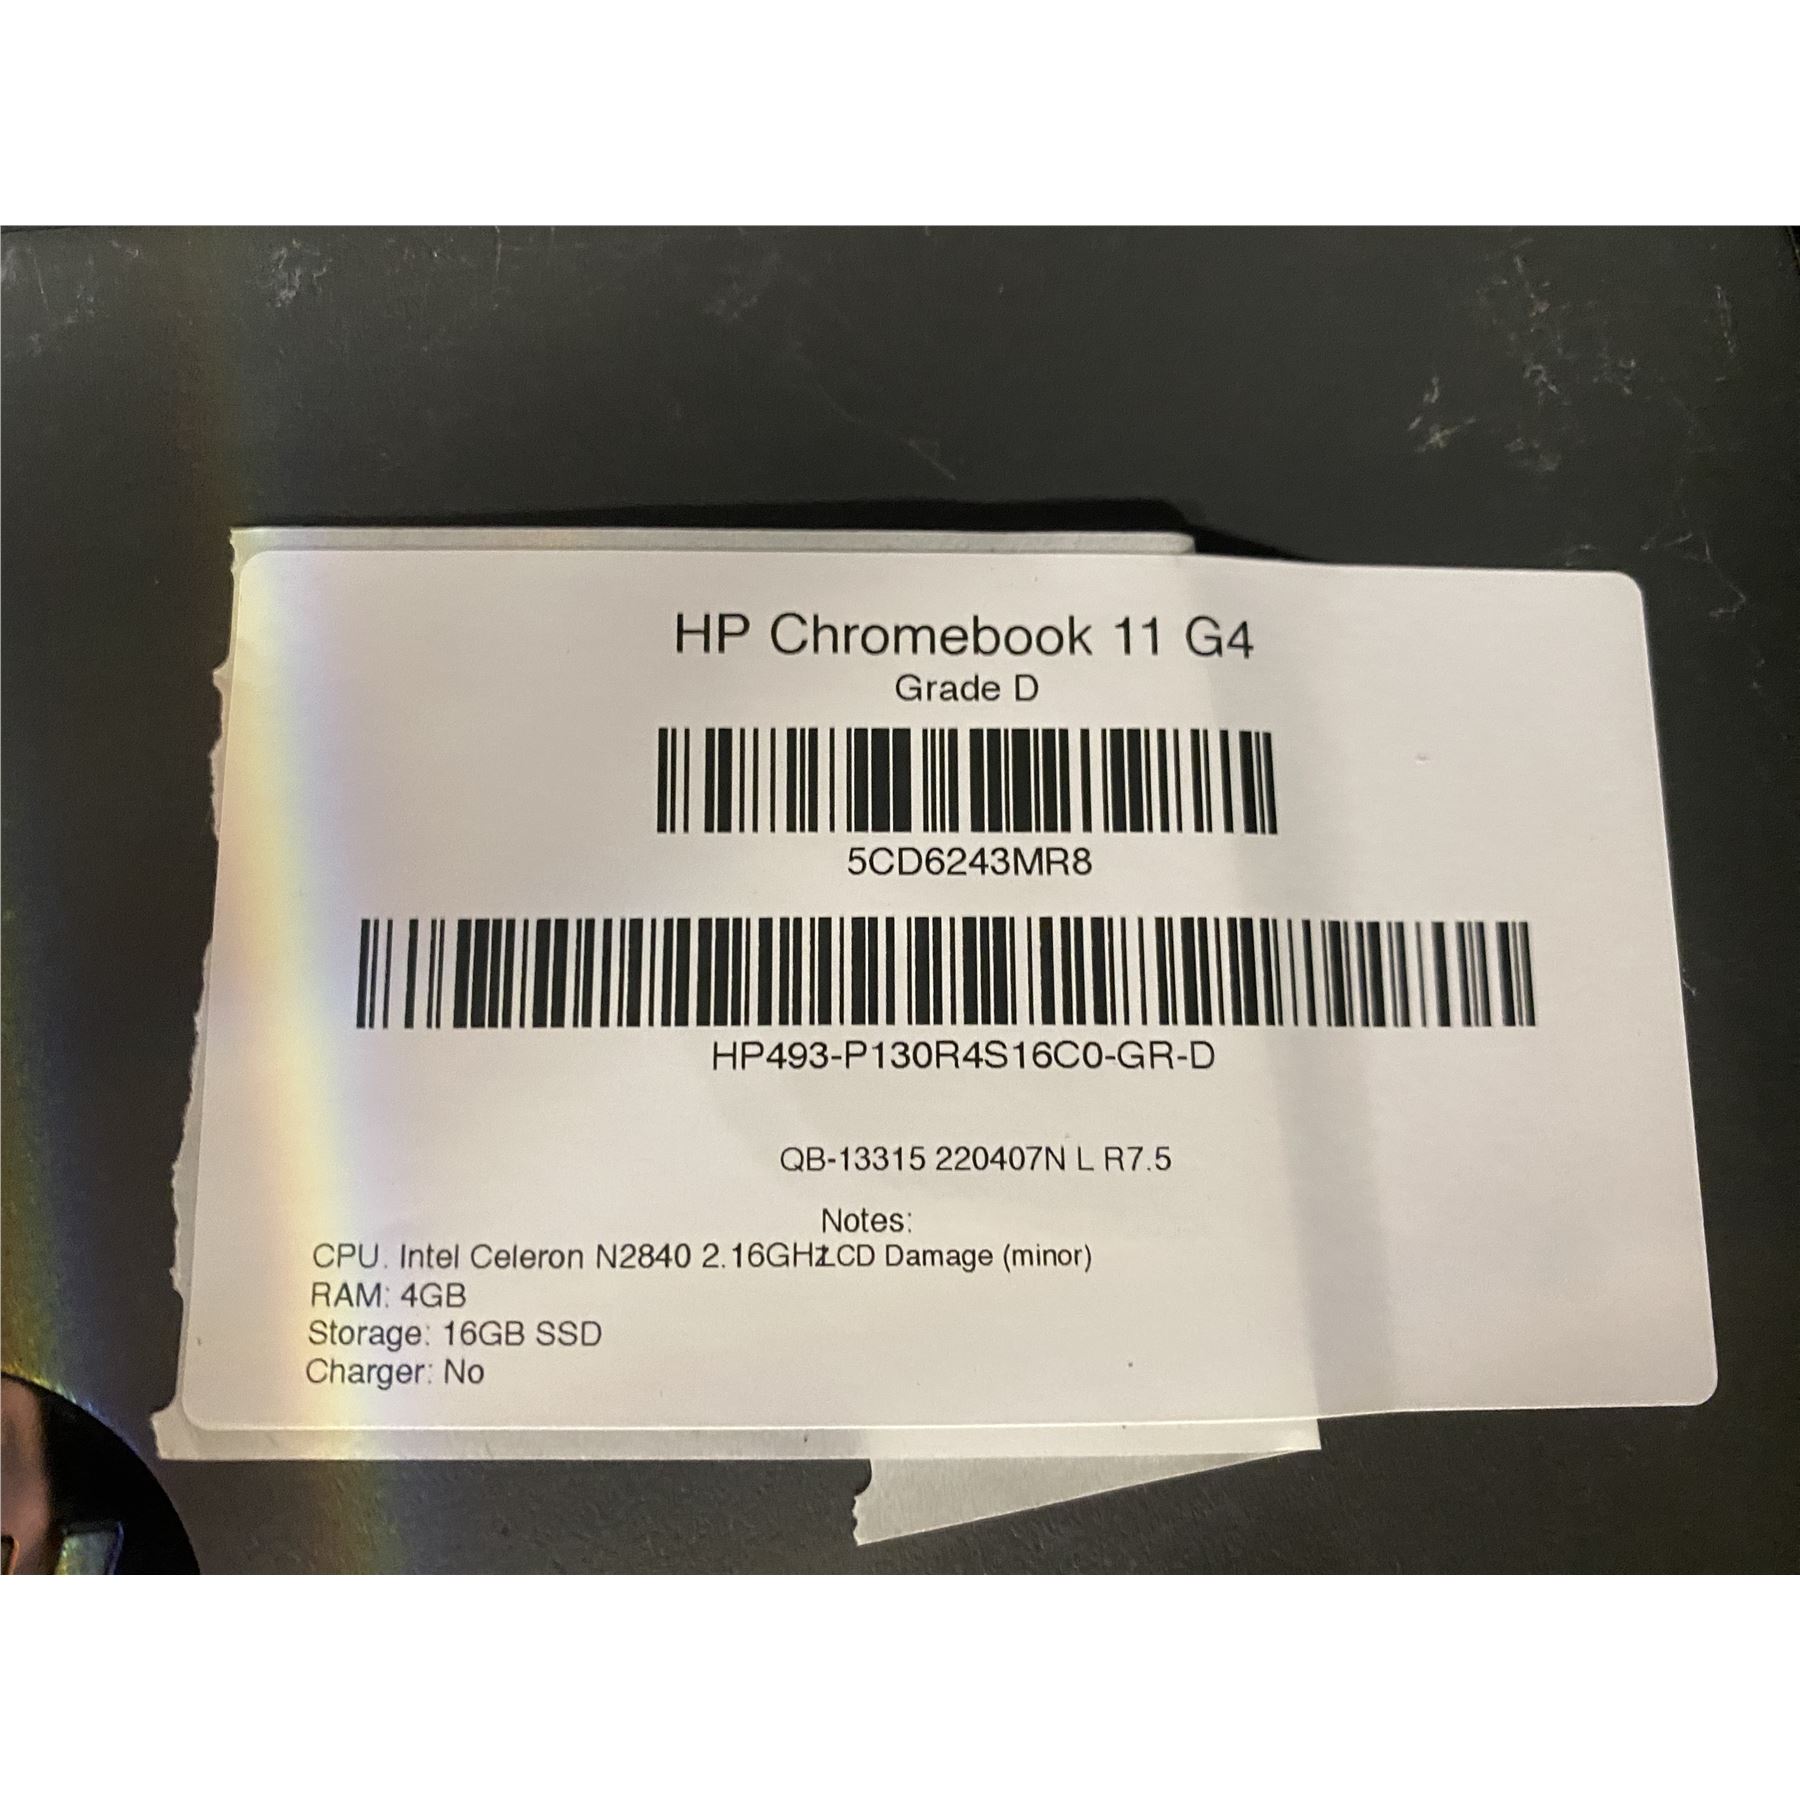 HP Chromebook 11 G4
Grade D
5CD6243MR8
HP493-P130R4S16C0-GR-D
QB-13315 220407N L R7.5
Notes:
CPU: Intel Celeron N2840 2.16GHz LCD Damage (minor)
RAM: 4GB
Storage: 16GB SSD
Charger: No